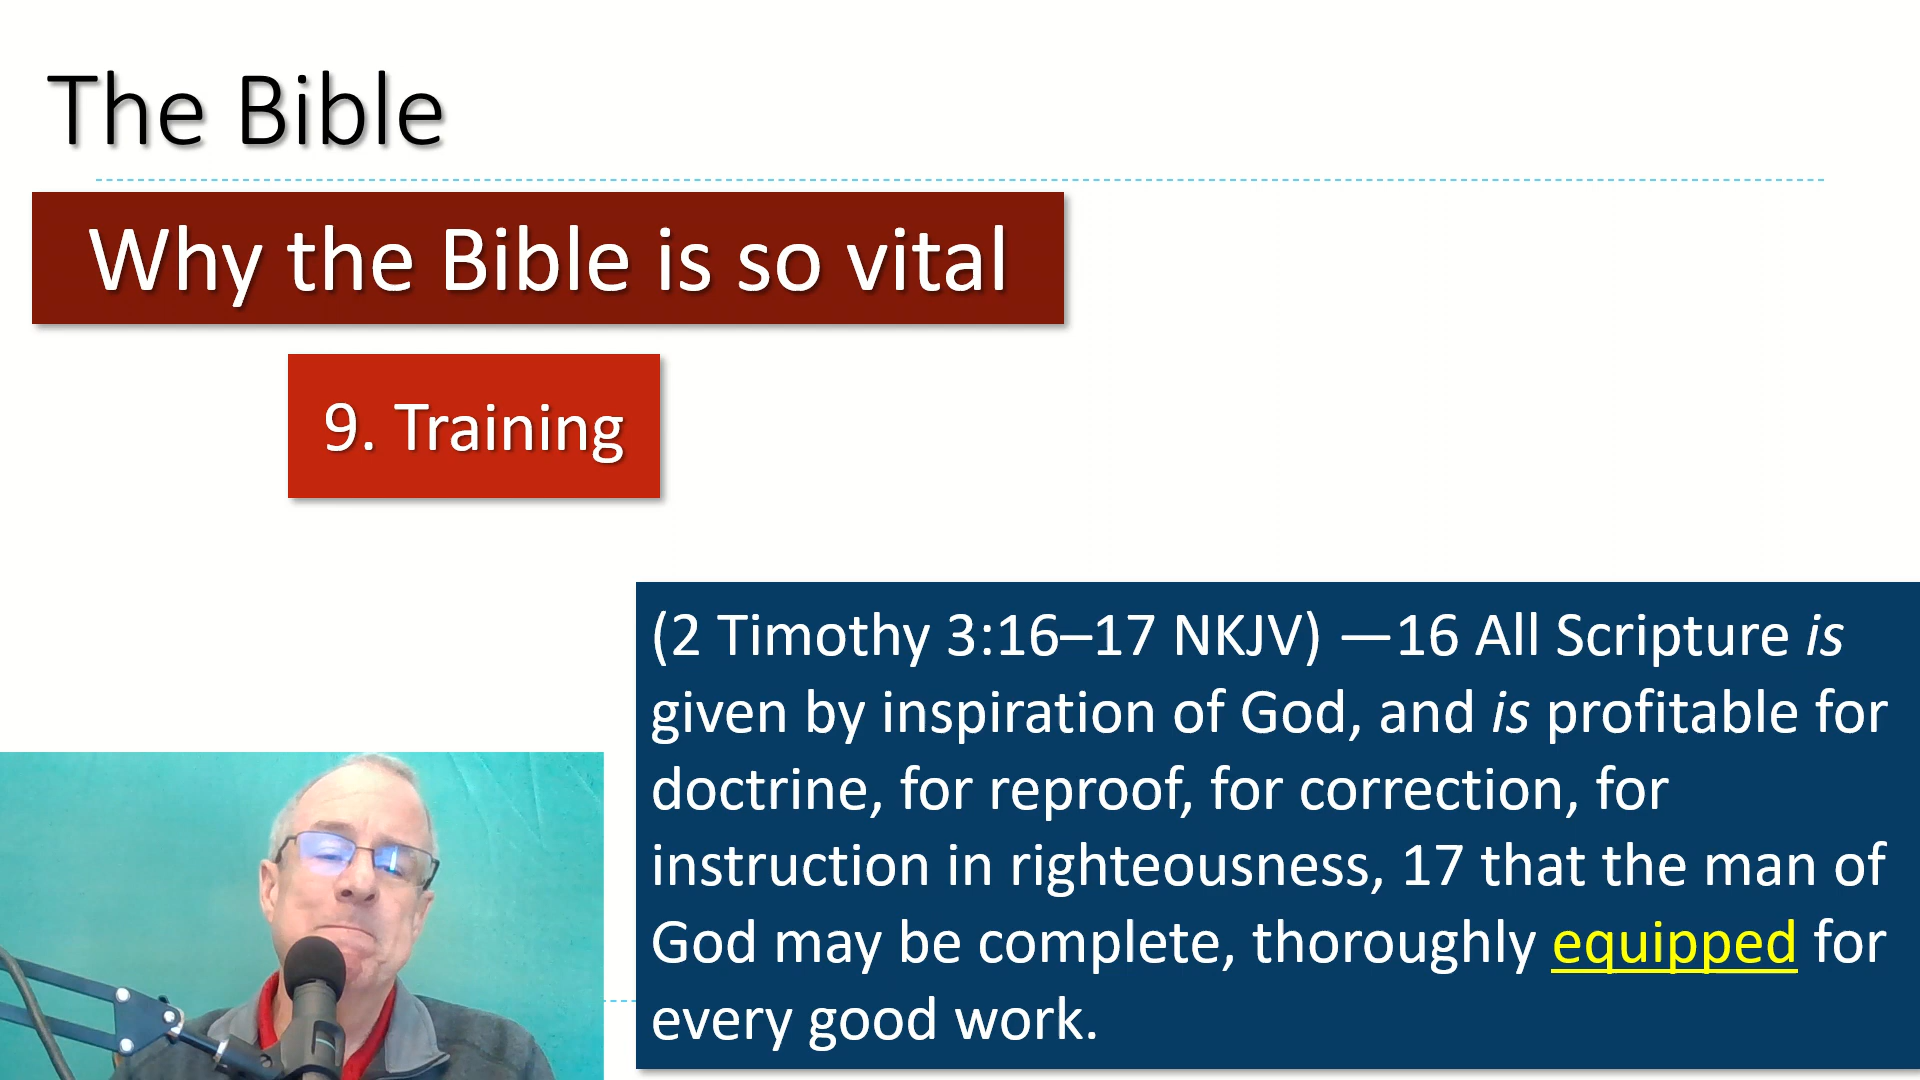 The Bible
Why the Bible is so vital
9. Training
(2 Timothy 3:16–17 NKJV) —16 All Scripture is
given by inspiration of God, and is profitable for
doctrine, for reproof, for correction, for
instruction in righteousness, 17 that the man of
God may be complete, thoroughly equipped for
every good work.